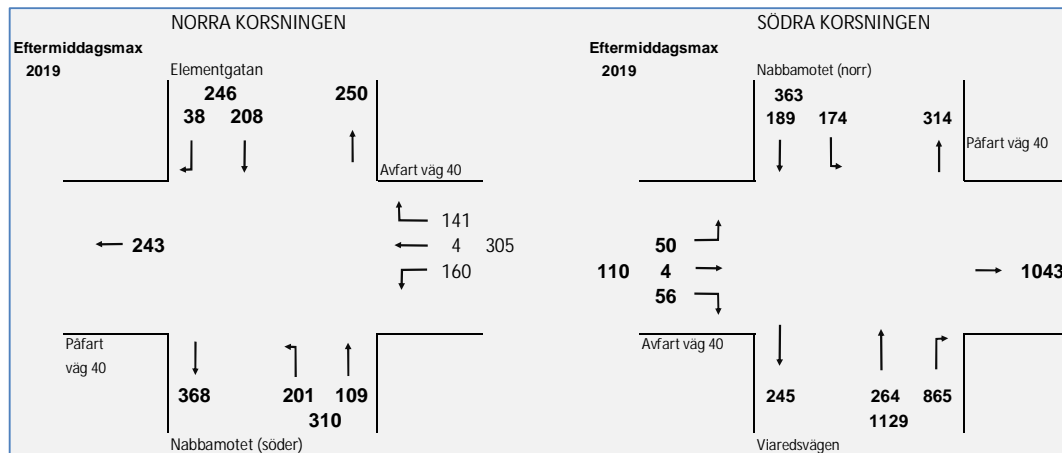 NORRA KORSNINGEN
Eftermiddagsmax
2019
Elementgatan
246
250
38 208
Avfart väg 40
141
243
4 305
160
Påfart
väg 40
368 201 109
310
Nabbamotet (söder)
SÖDRA KORSNINGEN
Eftermiddagsmax
2019
Nabbamotet (norr)
363
189 174 314
Påfart väg 40
50
110 4
1043
56
Avfart väg 40
245 264 865
1129
Viaredsvägen